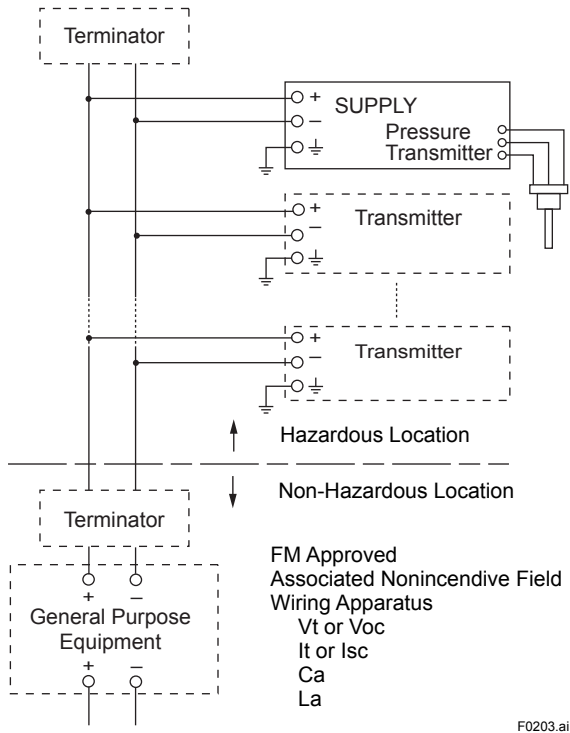 Terminator
+
SUPPLY
–
Pressure
Transmitter
+
Transmitter
–
+
Transmitter
–
Hazardous Location
Non-Hazardous Location
Terminator
FM Approved
Associated Nonincendive Field
Wiring Apparatus
Vt or Voc
It or Isc
Ca
La
+ –
General Purpose
Equipment
+ –
F0203.ai